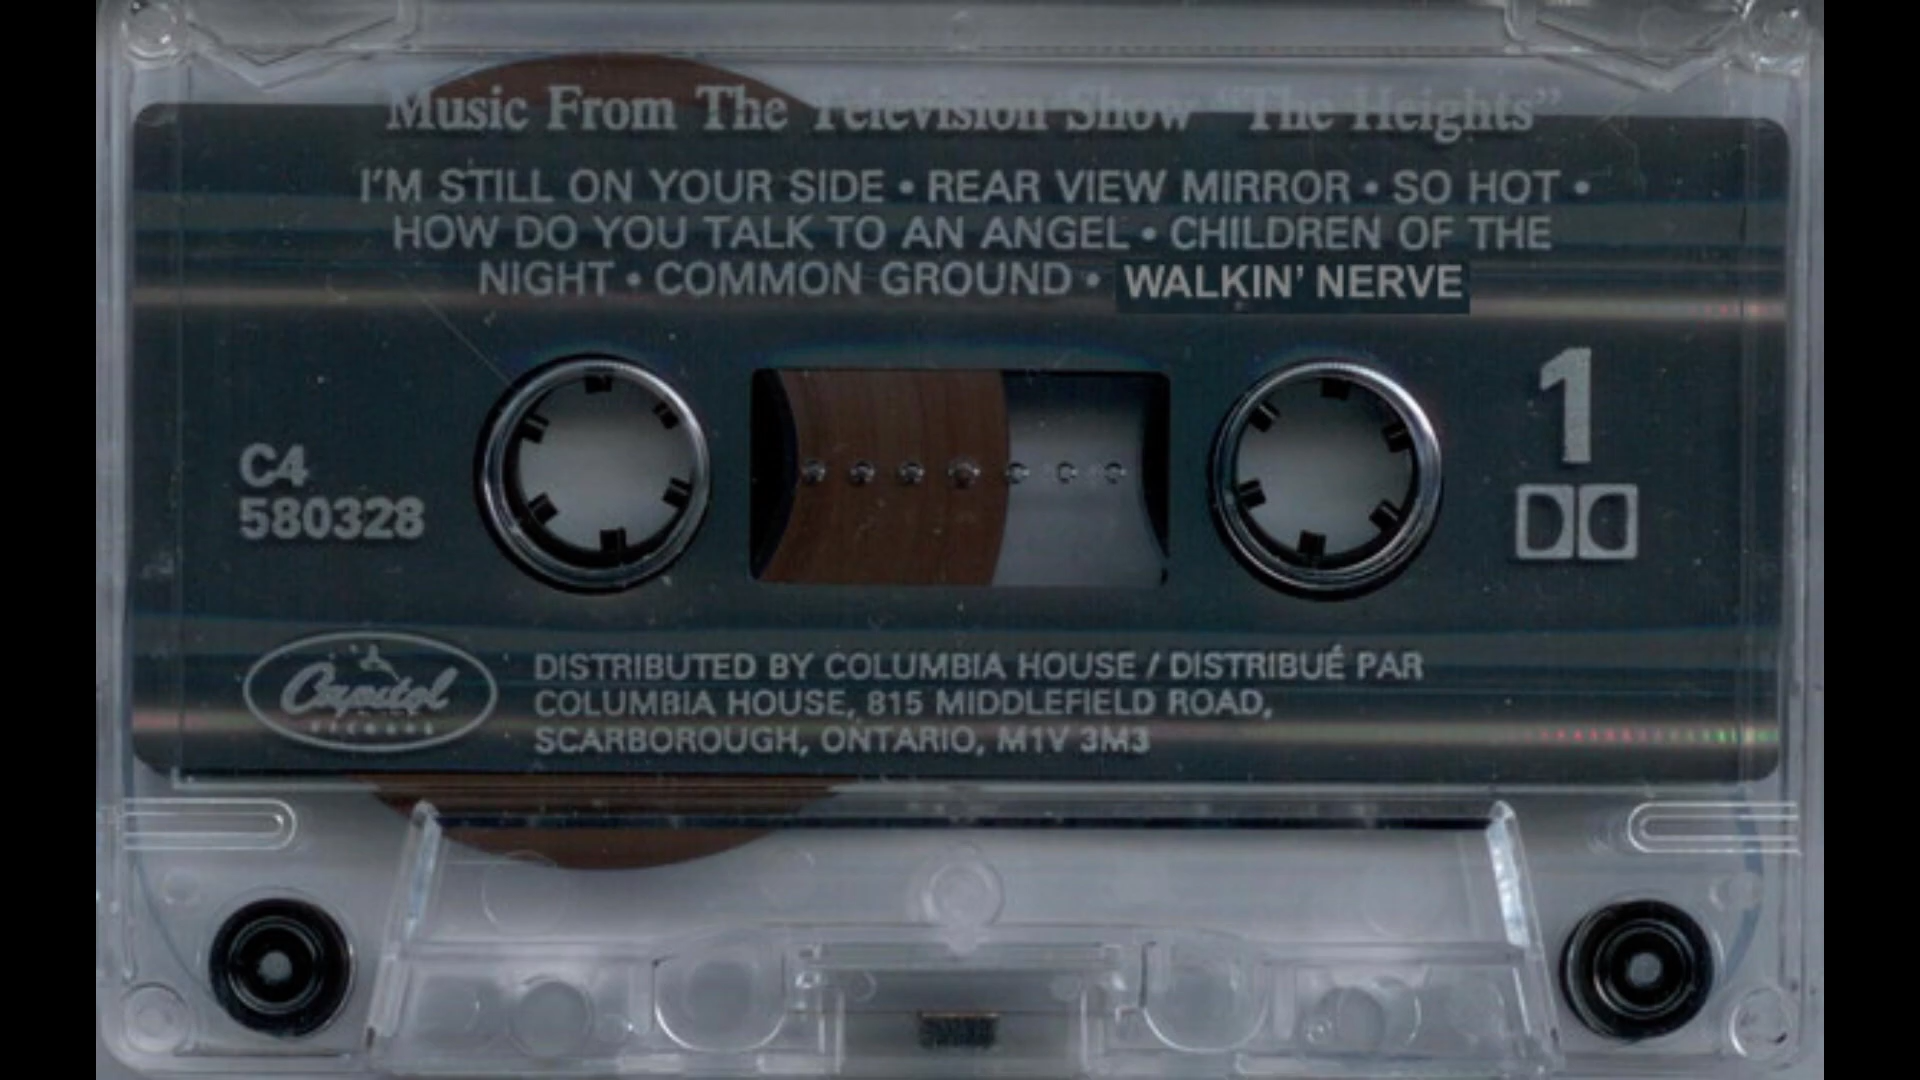 Music From The Television Show "The Heights"
I'M STILL ON YOUR SIDE • REAR VIEW MIRROR • SO HOT •
HOW DO YOU TALK TO AN ANGEL • CHILDREN OF THE
NIGHT • COMMON GROUND • WALKIN' NERVE
1
C4
580328
Capitol
RECORDS
DISTRIBUTED BY COLUMBIA HOUSE / DISTRIBUÉ PAR
COLUMBIA HOUSE, 815 MIDDLEFIELD ROAD,
SCARBOROUGH, ONTARIO, M1V 3M3